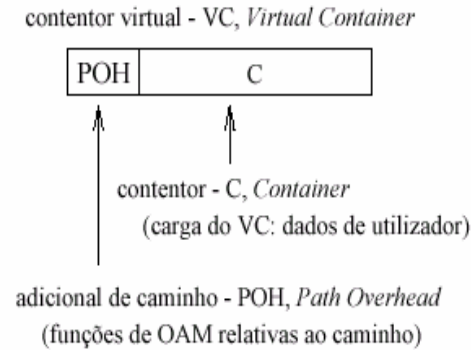 contentor virtual - VC, Virtual Container
POH C
contentor - C, Container
(carga do VC: dados de utilizador)
adicional de caminho - POH, Path Overhead
(funções de OAM relativas ao caminho)